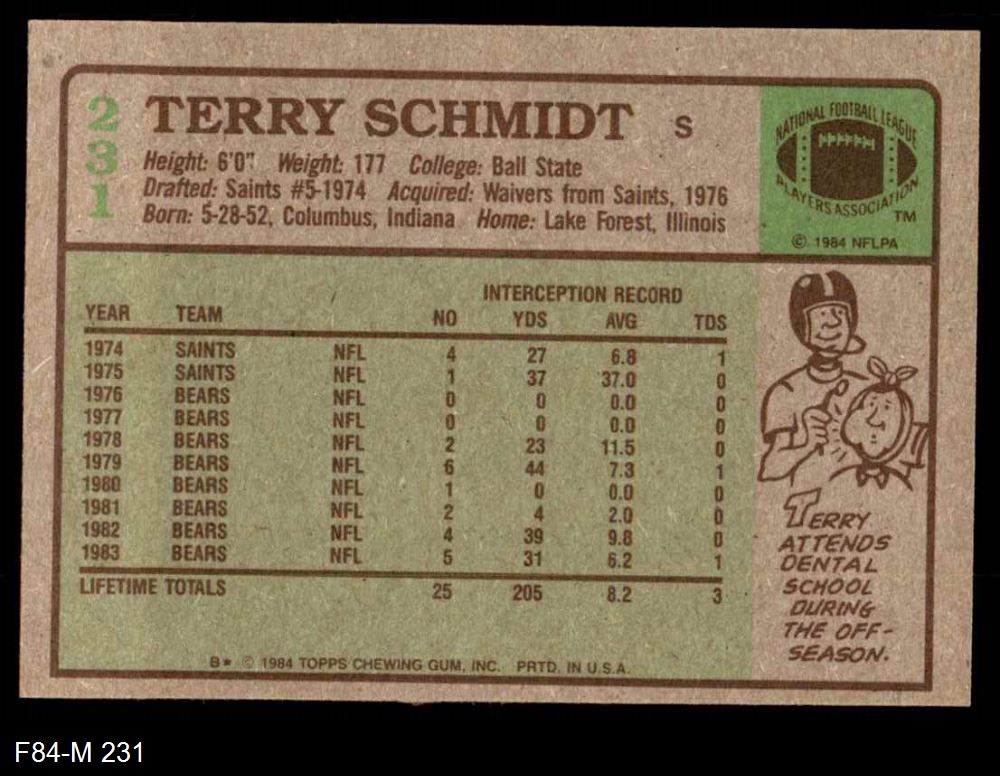 231
TERRY SCHMIDT S
Height: 6'0" Weight: 177 College: Ball State
Drafted: Saints #5-1974 Acquired: Waivers from Saints, 1976
Born: 5-28-52, Columbus, Indiana Home: Lake Forest, Illinois
NATIONAL FOOTBALL LEAGUE
PLAYERS
PLAYERS ASSOCIATION
TM
© 1984 NFLPA
INTERCEPTION RECORD
YEAR TEAM NO YDS AVG TDS
1974 SAINTS NFL 4 27 6.8 1
1975 SAINTS NFL 1 37 37.0 0
1976 BEARS NFL 0 0 0.0 0
1977 BEARS NFL 0 0 0.0 0
1978 BEARS NFL 2 23 11.5 0
1979 BEARS NFL 6 44 7.3 1
1980 BEARS NFL 1 0 0.0 0
1981 BEARS NFL 2 4 2.0 0
1982 BEARS NFL 4 39 9.8 0
1983 BEARS NFL 5 31 6.2 1
LIFETIME TOTALS 25 205 8.2 3
TERRY
ATTENDS
DENTAL
SCHOOL
DURING
THE OFF-
SEASON.
B* © 1984 TOPPS CHEWING GUM, INC. PRTD. IN U.S.A.
F84-M 231